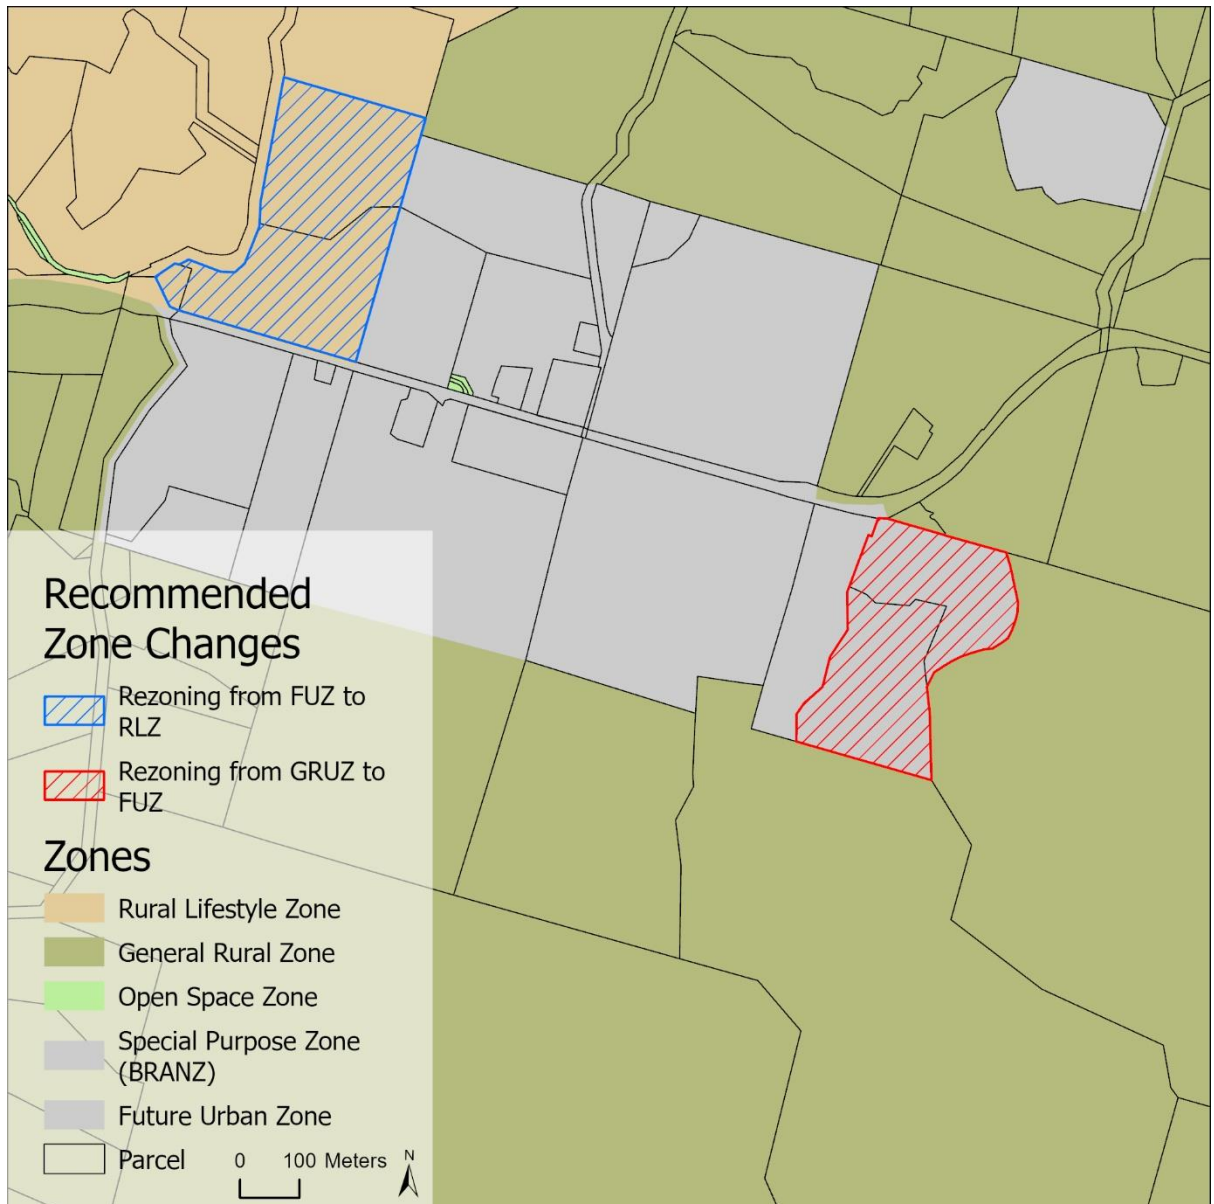 Recommended
Zone Changes
Rezoning from FUZ to
RLZ
Rezoning from GRUZ to
FUZ
Zones
Rural Lifestyle Zone
General Rural Zone
Open Space Zone
Special Purpose Zone
(BRANZ)
Future Urban Zone
Parcel
0 100 Meters
N